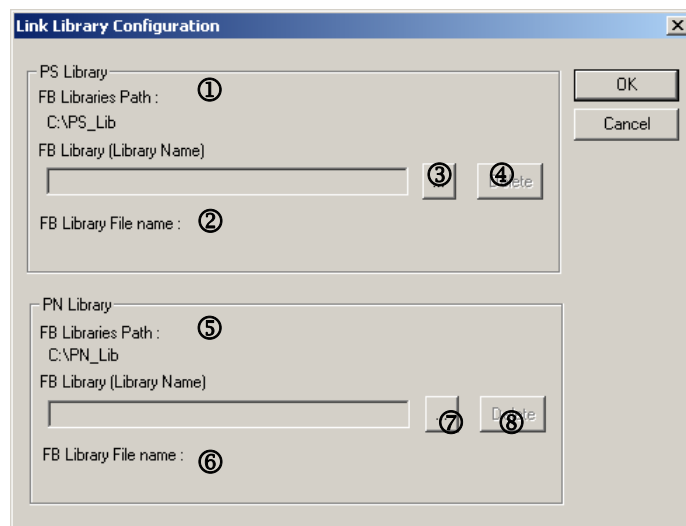 Link Library Configuration
PS Library
FB Libraries Path : ①
C:\PS_Lib
FB Library (Library Name)
... ③ Delete ④
FB Library File name : ②
OK
Cancel
PN Library
FB Libraries Path : ⑤
C:\PN_Lib
FB Library (Library Name)
... ⑦ Delete ⑧
FB Library File name : ⑥